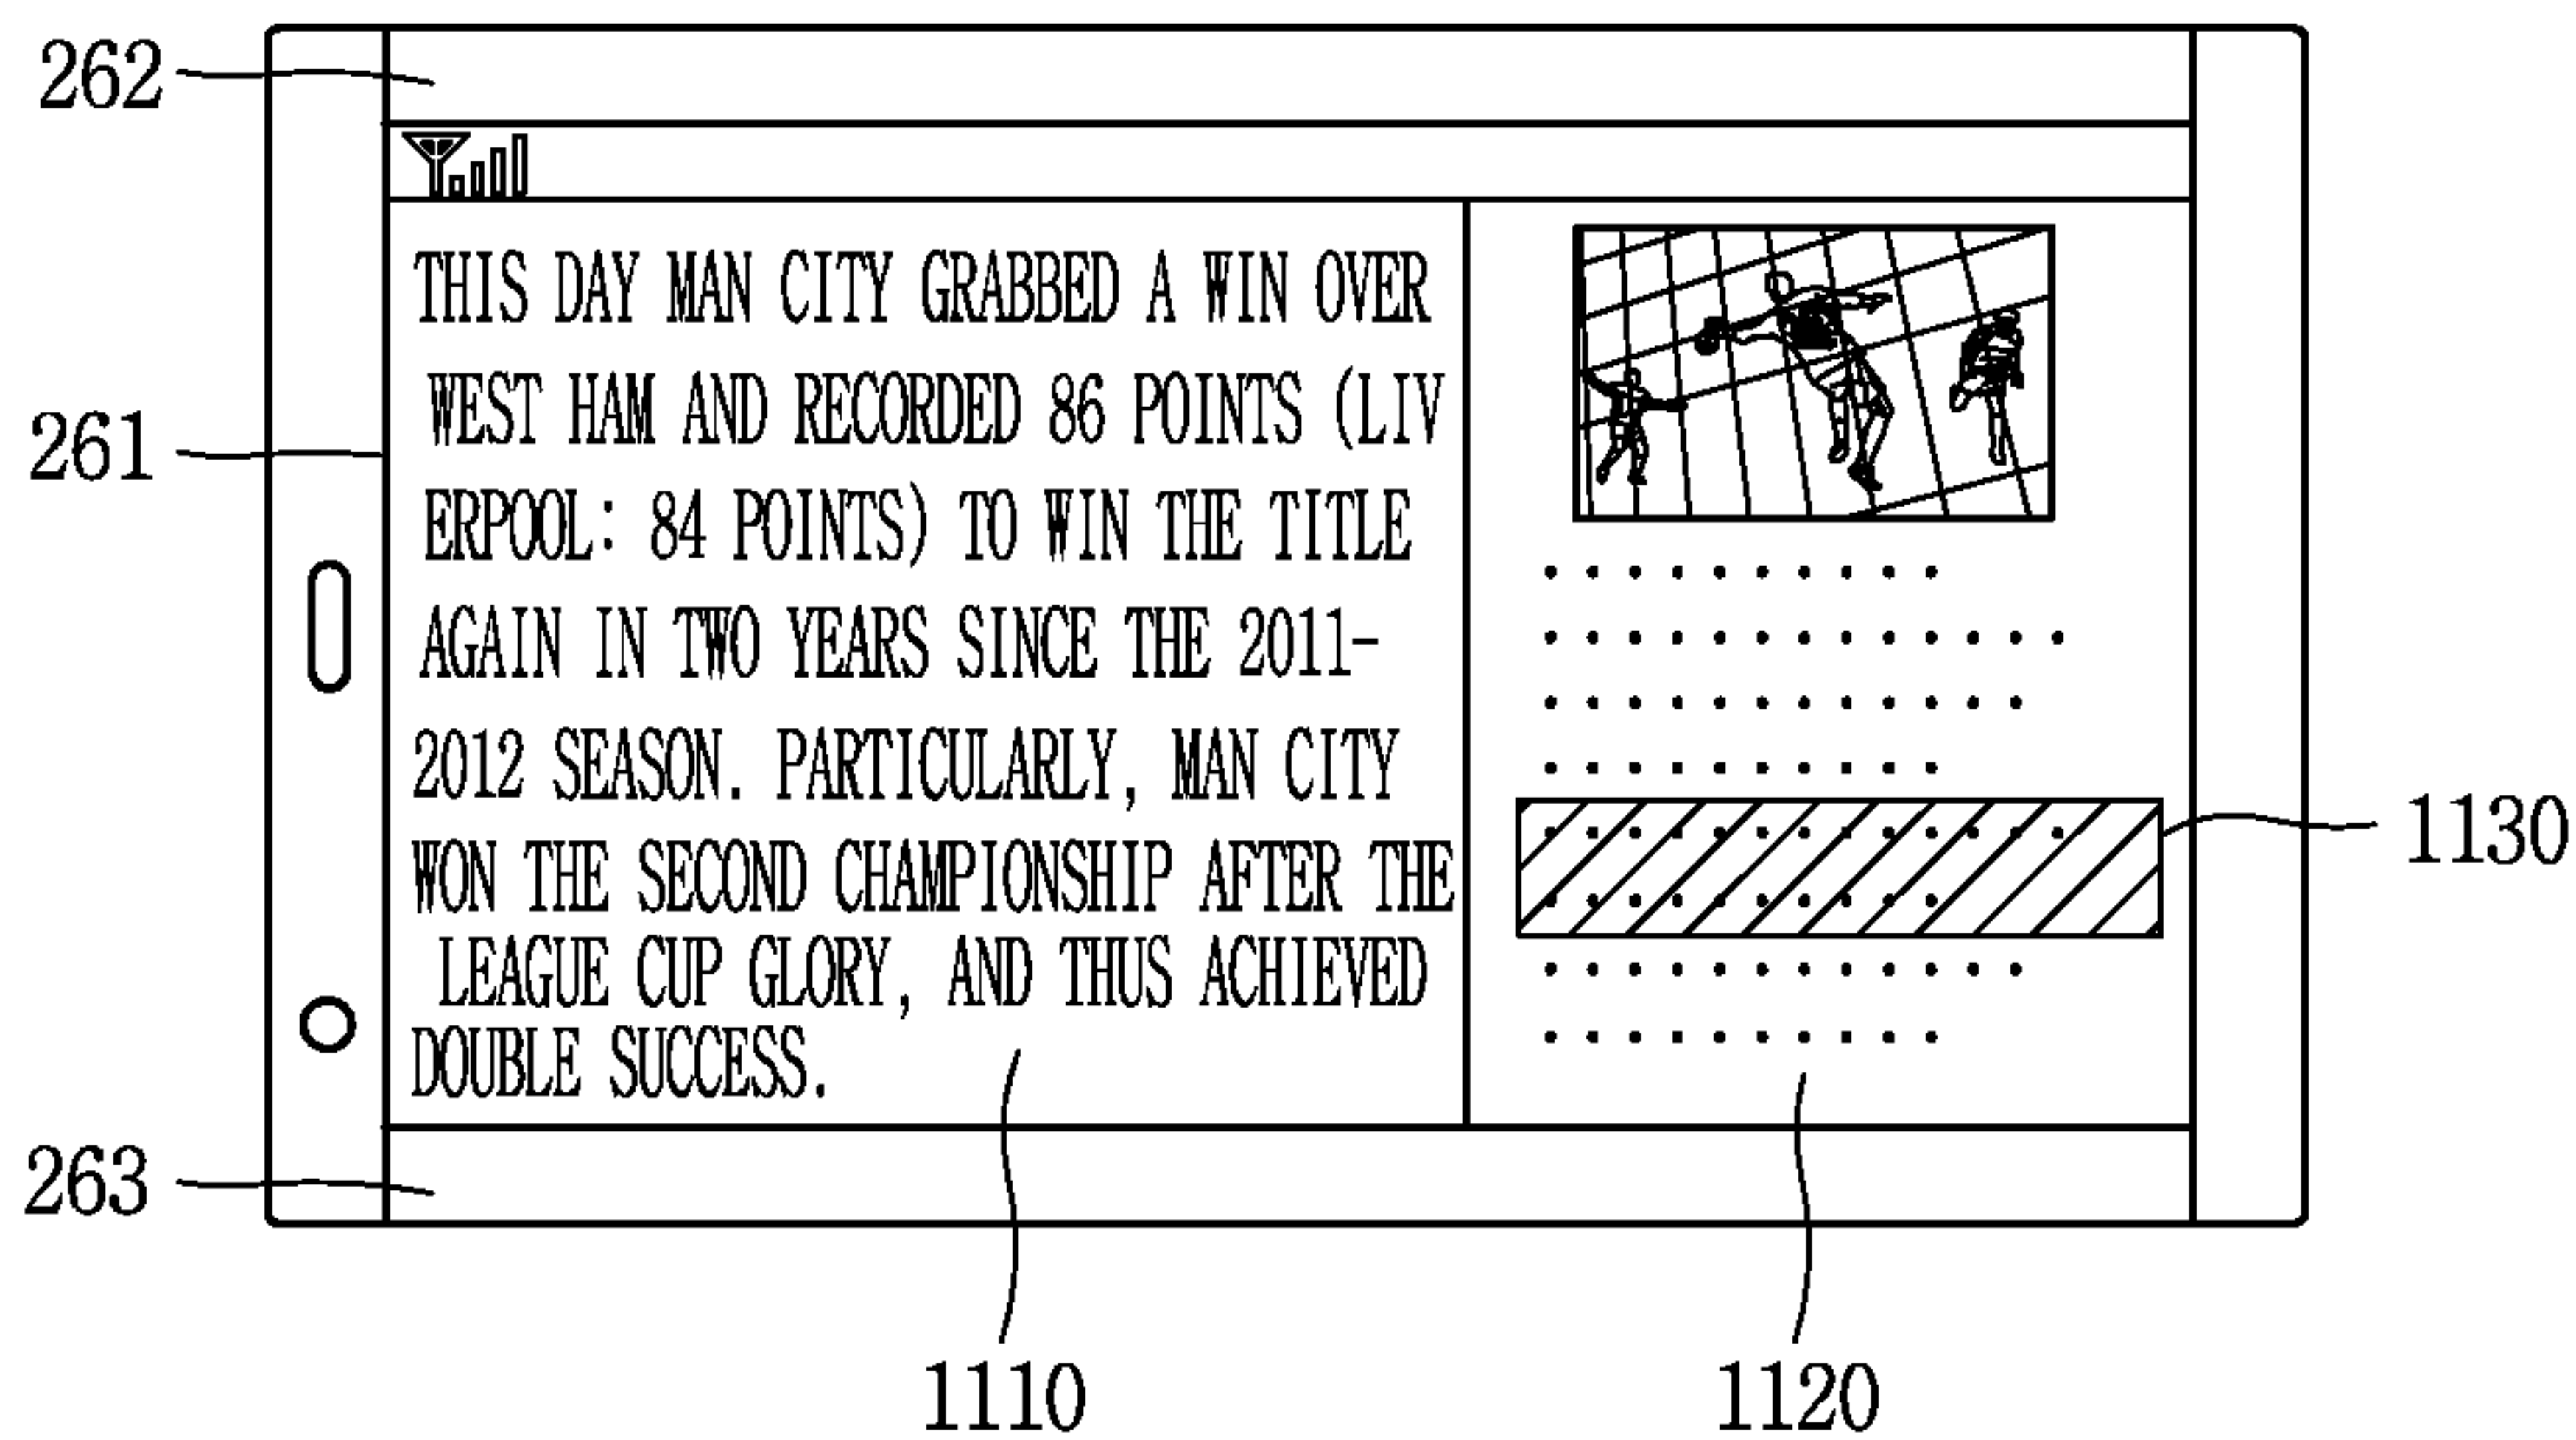 262
THIS DAY MAN CITY GRABBED A WIN OVER
WEST HAM AND RECORDED 86 POINTS (LIV
261
ERPOOL: 84 POINTS) TO WIN THE TITLE
AGAIN IN TWO YEARS SINCE THE 2011-
2012 SEASON. PARTICULARLY, MAN CITY
WON THE SECOND CHAMPIONSHIP AFTER THE
LEAGUE CUP GLORY, AND THUS ACHIEVED
DOUBLE SUCCESS.
1130
263
1110
1120